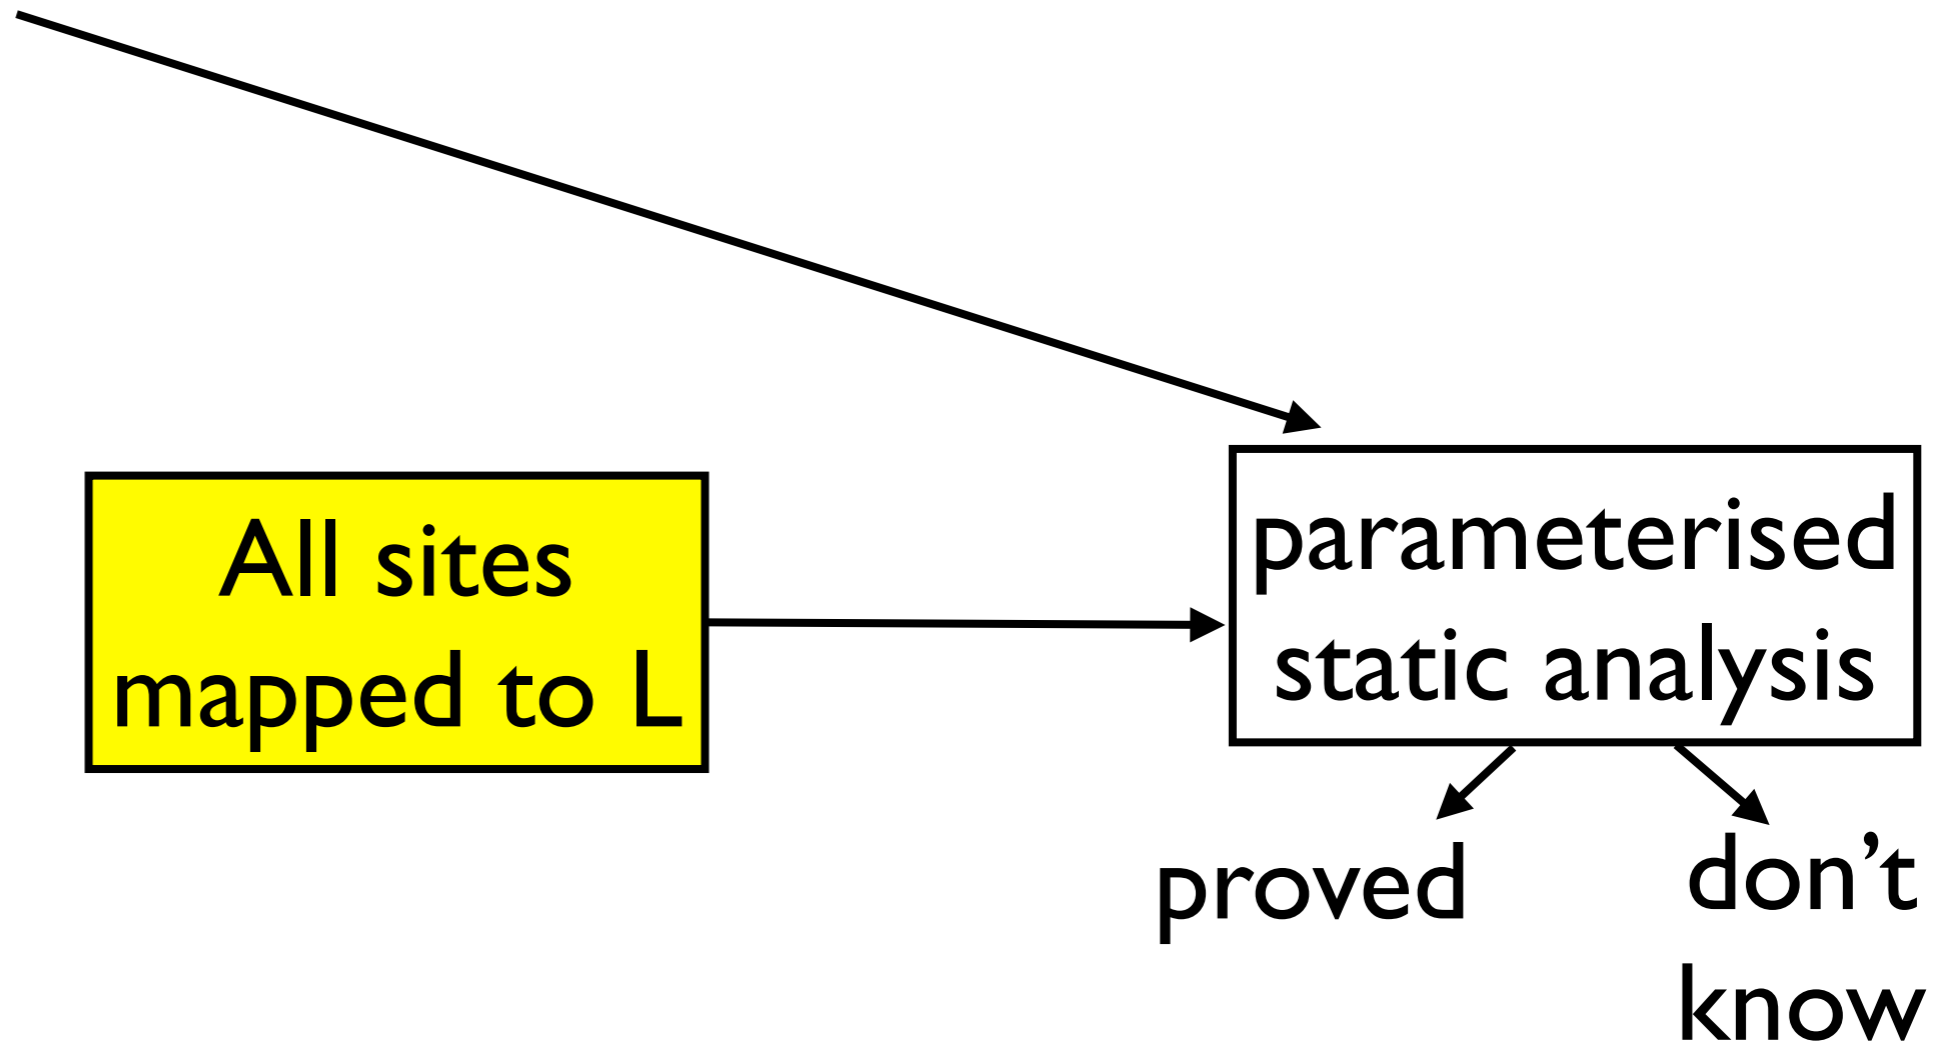 All sites
mapped to L
parameterised
static analysis
proved
don’t
know